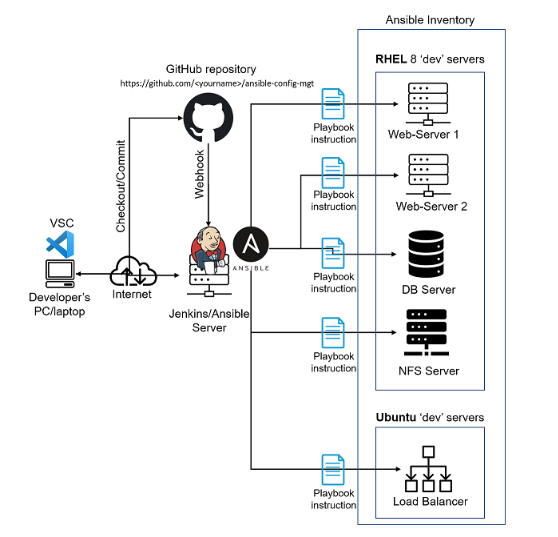 Ansible Inventory
RHEL 8 ‘dev’ servers
GitHub repository
https://github.com/<yourname>/ansible-config-mgt
Playbook
instruction
Web-Server 1
Checkout/Commit
Webhook
Playbook
instruction
Web-Server 2
VSC
ANSIBLE
Playbook
instruction
DB Server
Developer's
PC/laptop
Internet
Jenkins/Ansible
Server
Playbook
instruction
NFS Server
Ubuntu ‘dev’ servers
Playbook
instruction
Load Balancer